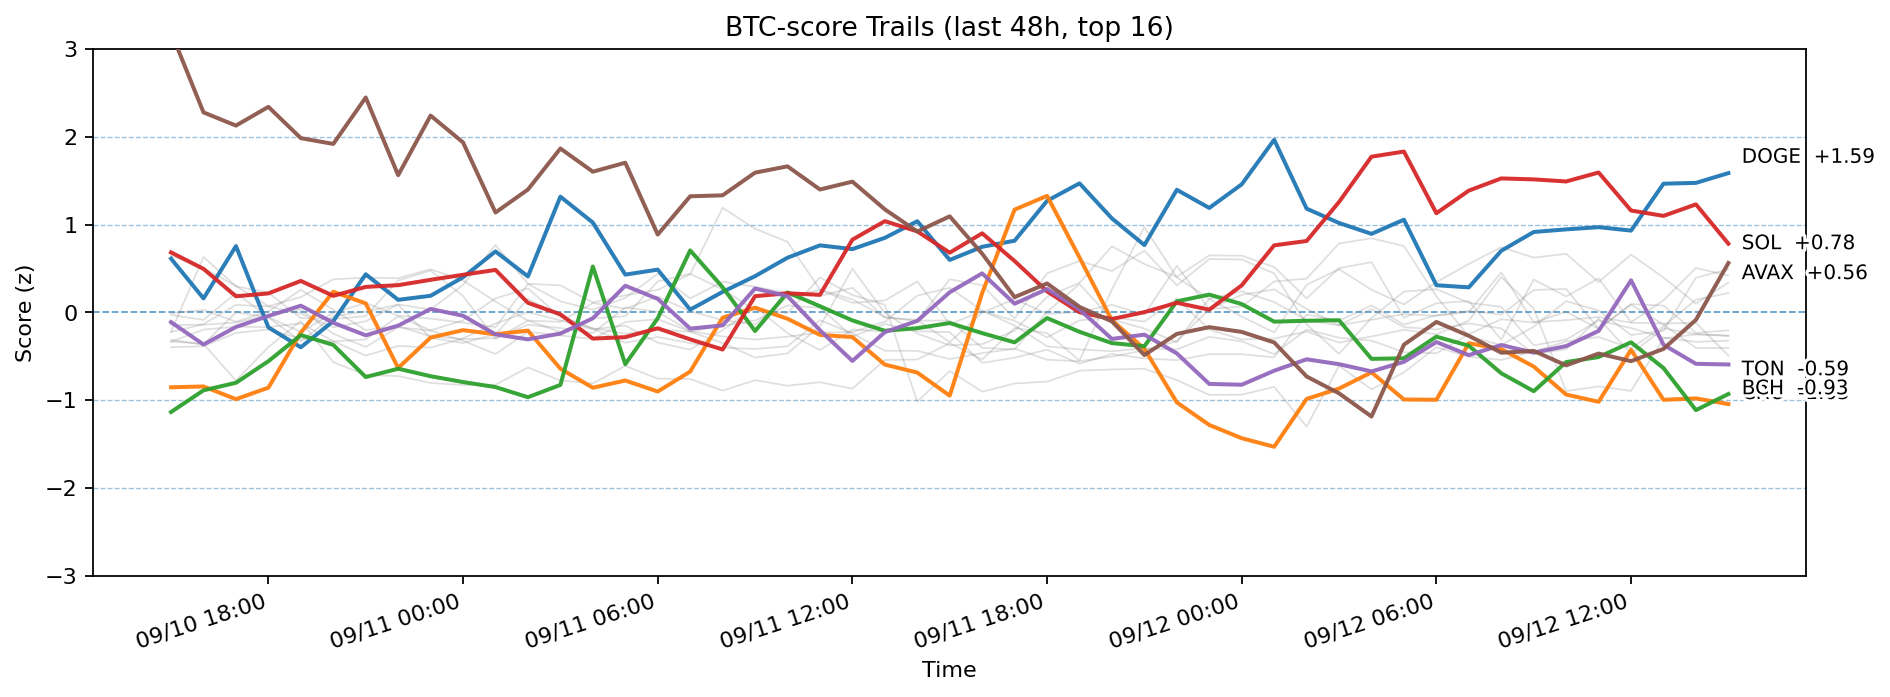 BTC-score Trails (last 48h, top 16)
Score (z)
3
2
1
0
−1
−2
−3
DOGE +1.59
SOL +0.78
AVAX +0.56
TON -0.59
BCH -0.93
09/10 18:00
09/11 00:00
09/11 06:00
09/11 12:00
09/11 18:00
09/12 00:00
09/12 06:00
09/12 12:00
Time